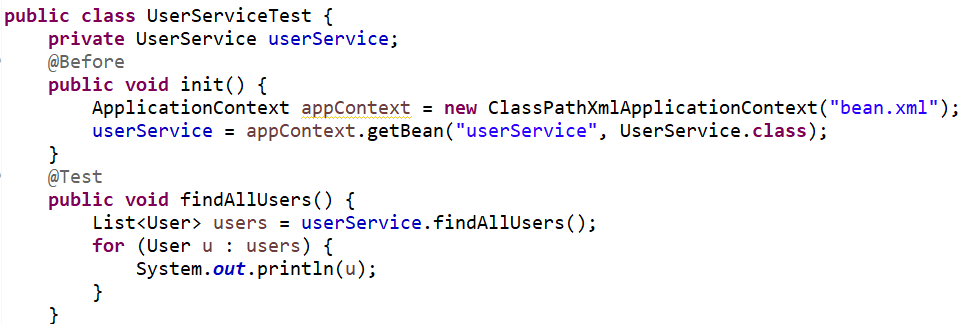 public class UserServiceTest {
    private UserService userService;
    @Before
    public void init() {
        ApplicationContext appContext = new ClassPathXmlApplicationContext("bean.xml");
        userService = appContext.getBean("userService", UserService.class);
    }
    @Test
    public void findAllUsers() {
        List<User> users = userService.findAllUsers();
        for (User u : users) {
            System.out.println(u);
        }
    }